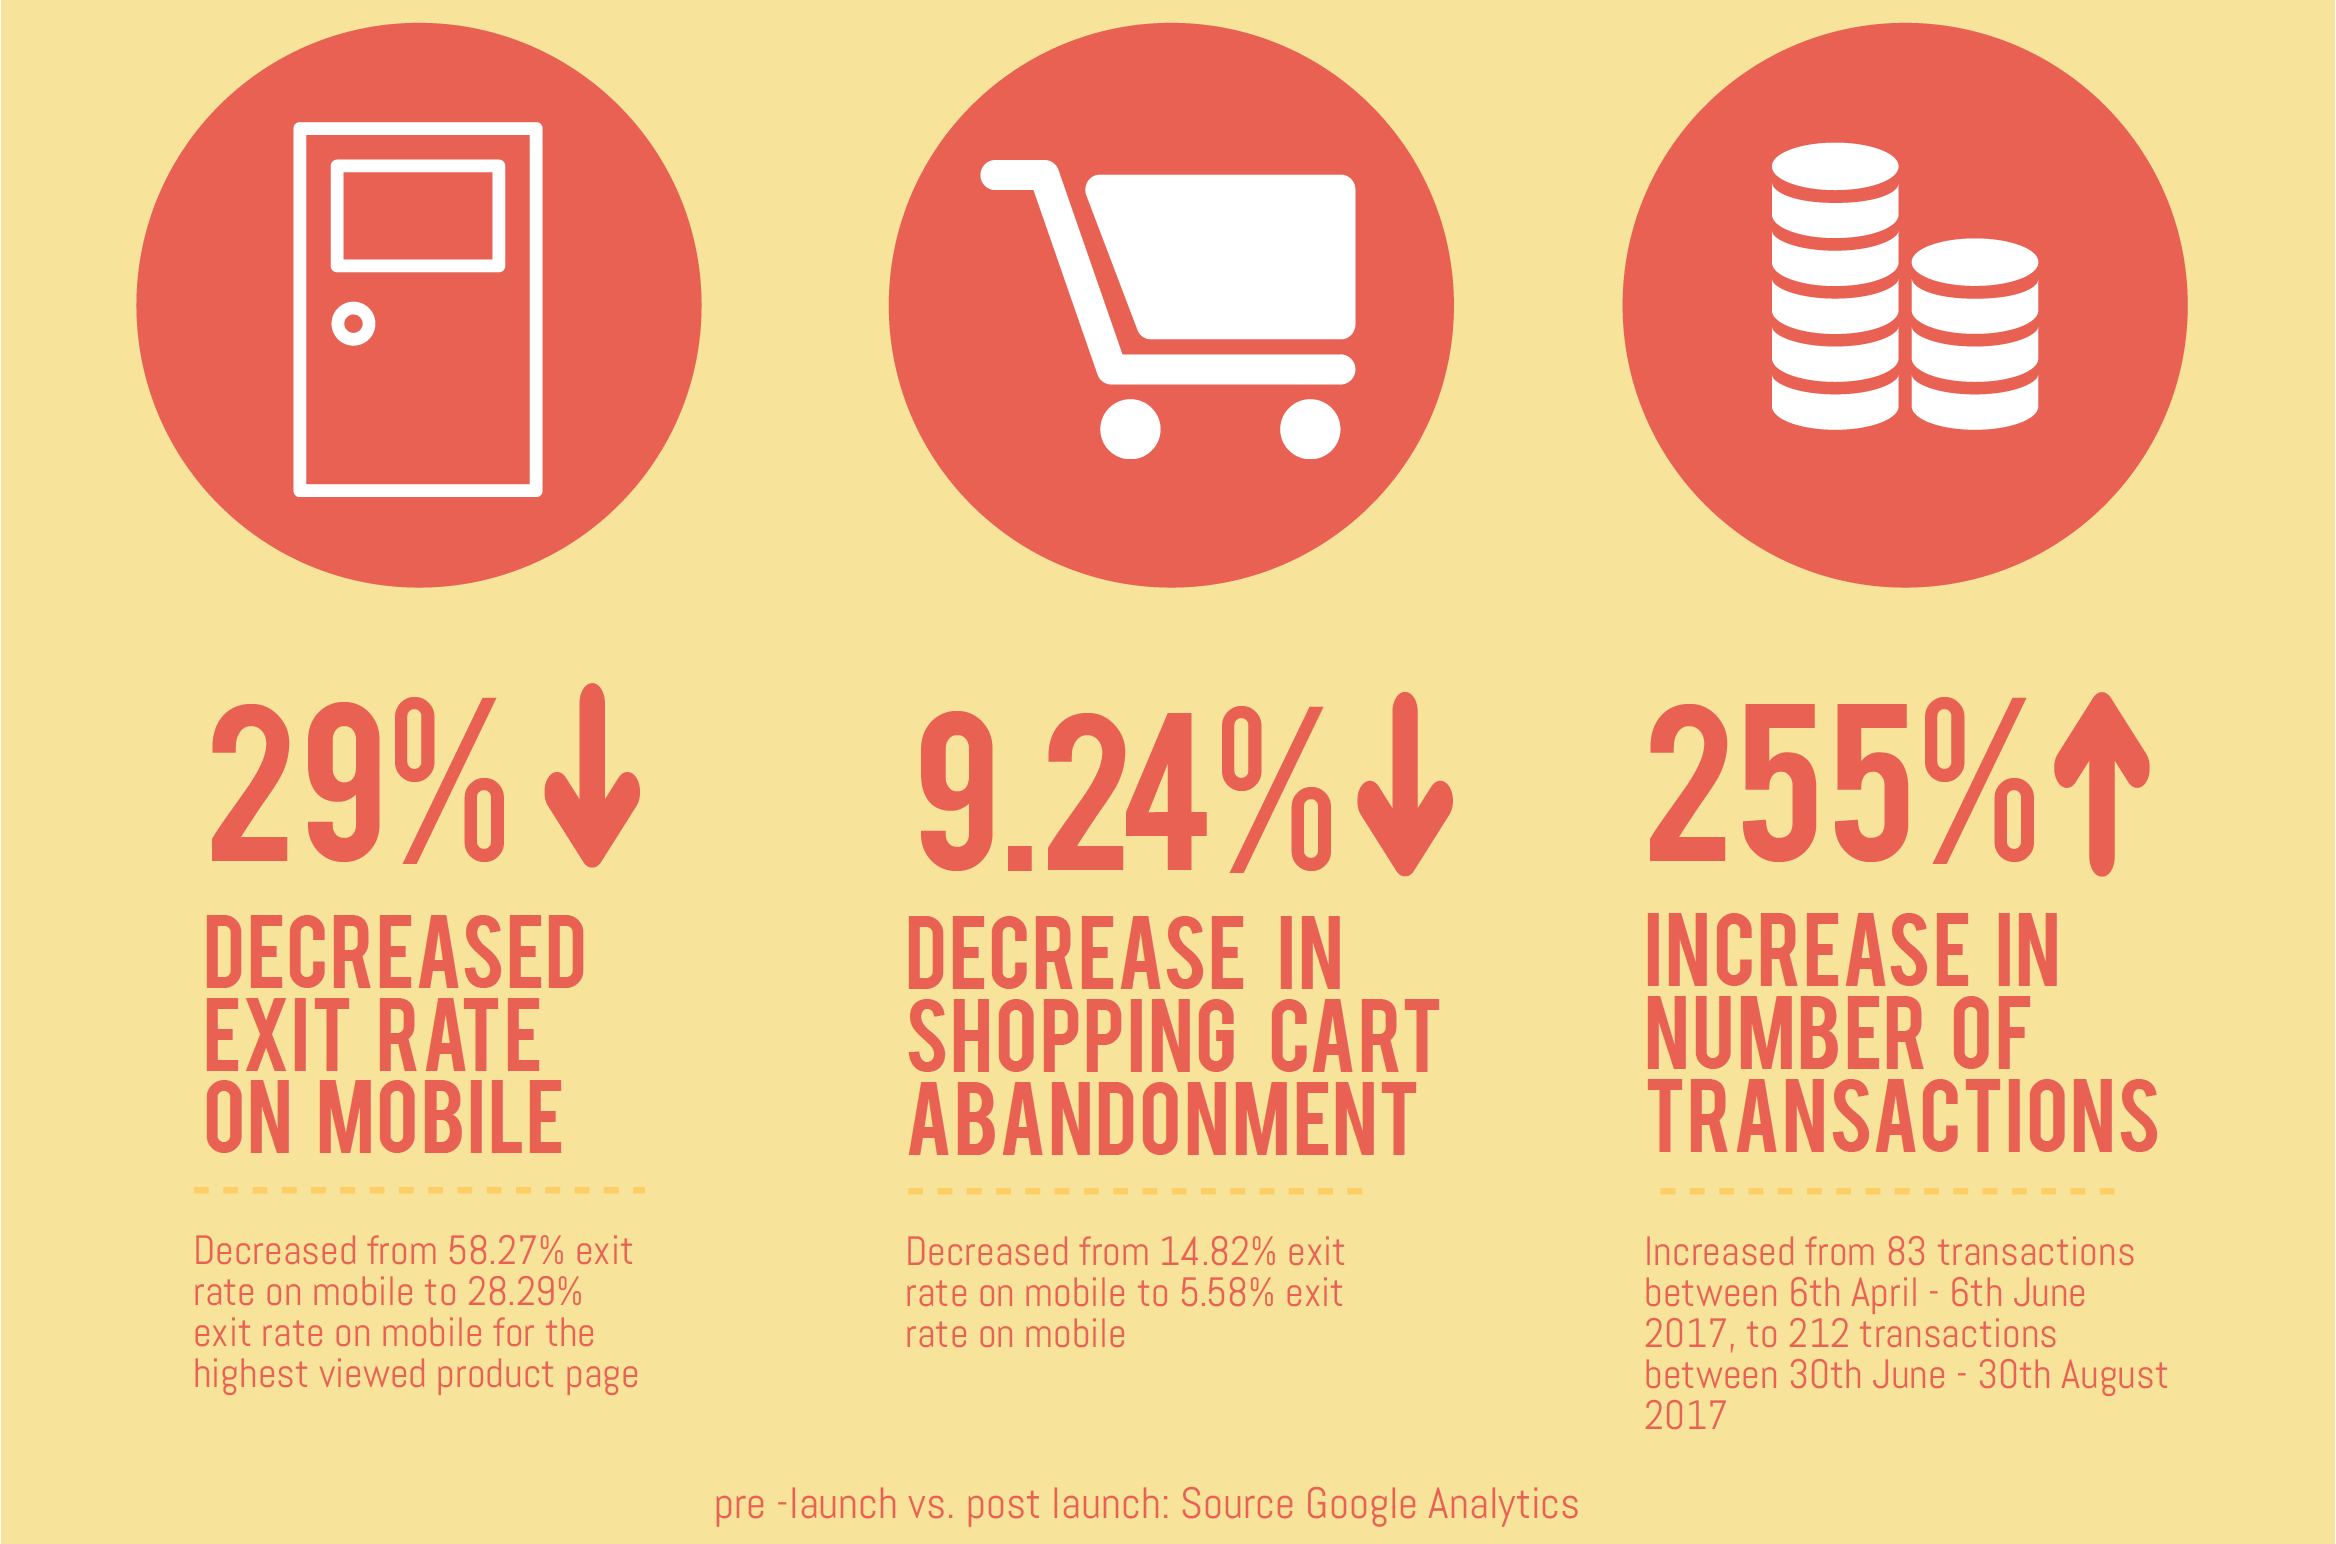 29%
DECREASED
EXIT RATE
ON MOBILE
Decreased from 58.27% exit
rate on mobile to 28.29%
exit rate on mobile for the
highest viewed product page
9.24%
DECREASE IN
SHOPPING CART
ABANDONMENT
Decreased from 14.82% exit
rate on mobile to 5.58% exit
rate on mobile
255%
INCREASE IN
NUMBER OF
TRANSACTIONS
Increased from 83 transactions
between 6th April - 6th June
2017, to 212 transactions
between 30th June - 30th August
2017
pre -launch vs. post launch: Source Google Analytics